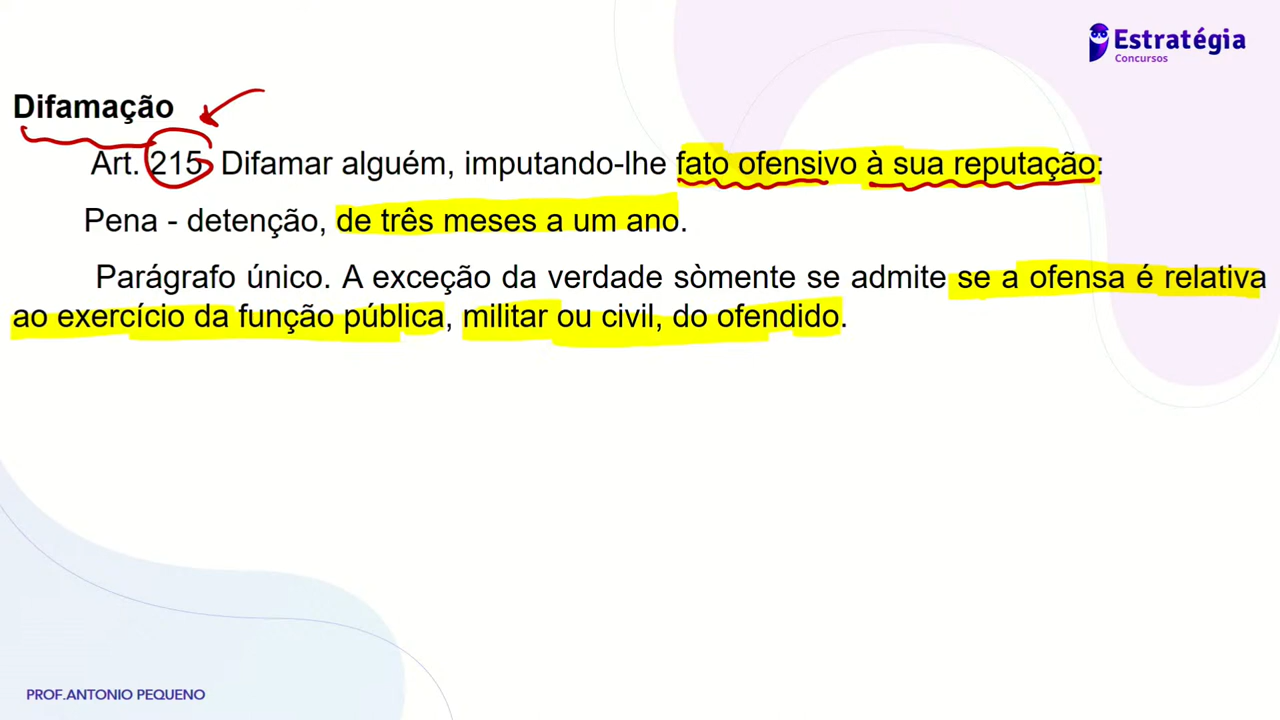 Estratégia
Concursos
Difamação
Art. 215. Difamar alguém, imputando-lhe fato ofensivo à sua reputação:
Pena - detenção, de três meses a um ano.
Parágrafo único. A exceção da verdade sòmente se admite se a ofensa é relativa
ao exercício da função pública, militar ou civil, do ofendido.
PROF.ANTONIO PEQUENO